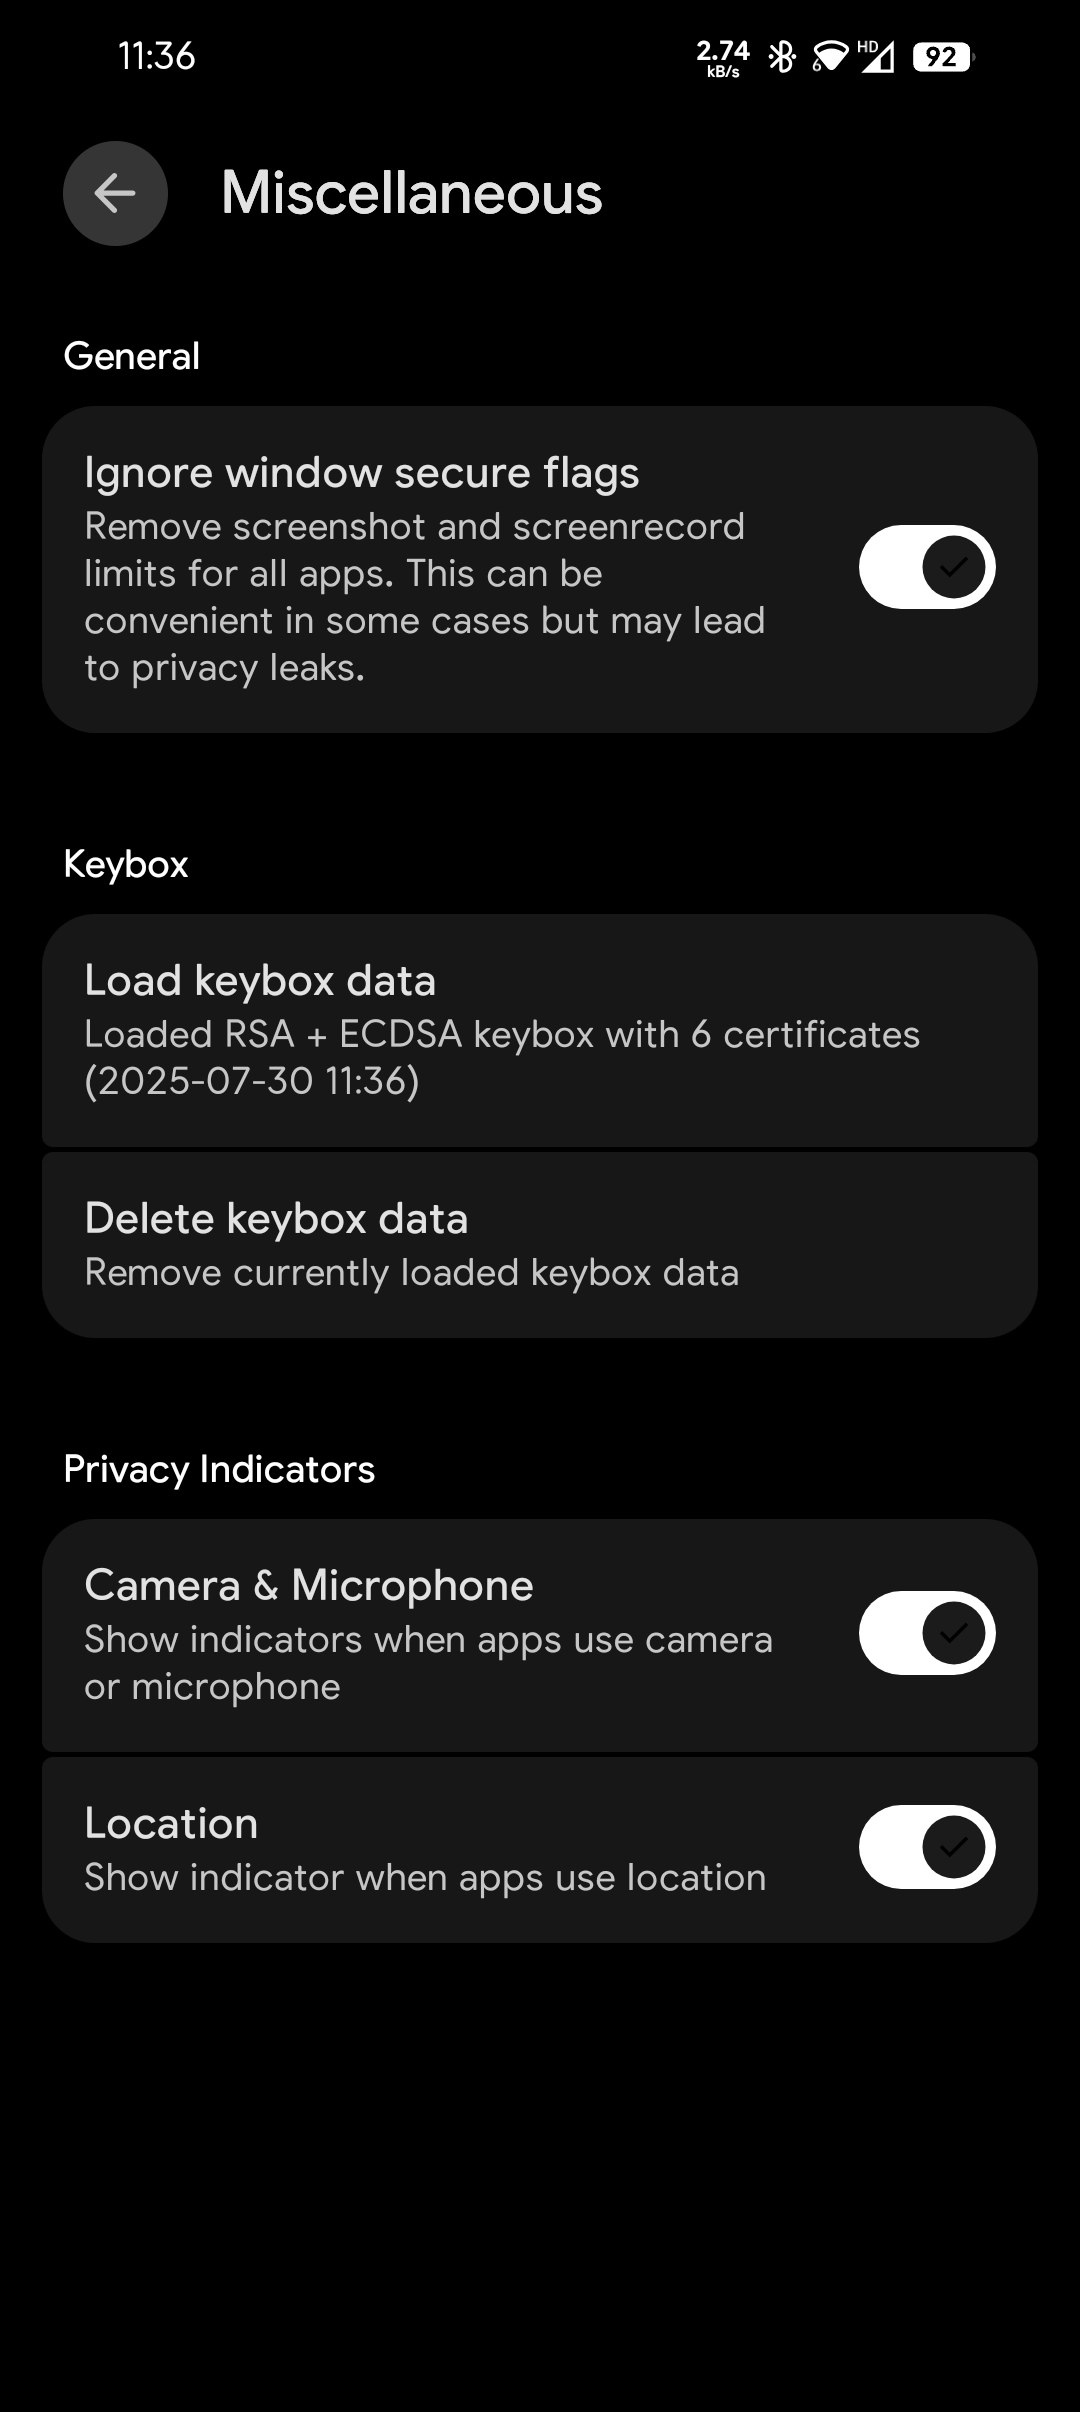 11:36
2.74
kB/s
6
HD
92
Miscellaneous
General
Ignore window secure flags
Remove screenshot and screenrecord
limits for all apps. This can be
convenient in some cases but may lead
to privacy leaks.
Keybox
Load keybox data
Loaded RSA + ECDSA keybox with 6 certificates
(2025-07-30 11:36)
Delete keybox data
Remove currently loaded keybox data
Privacy Indicators
Camera & Microphone
Show indicators when apps use camera
or microphone
Location
Show indicator when apps use location